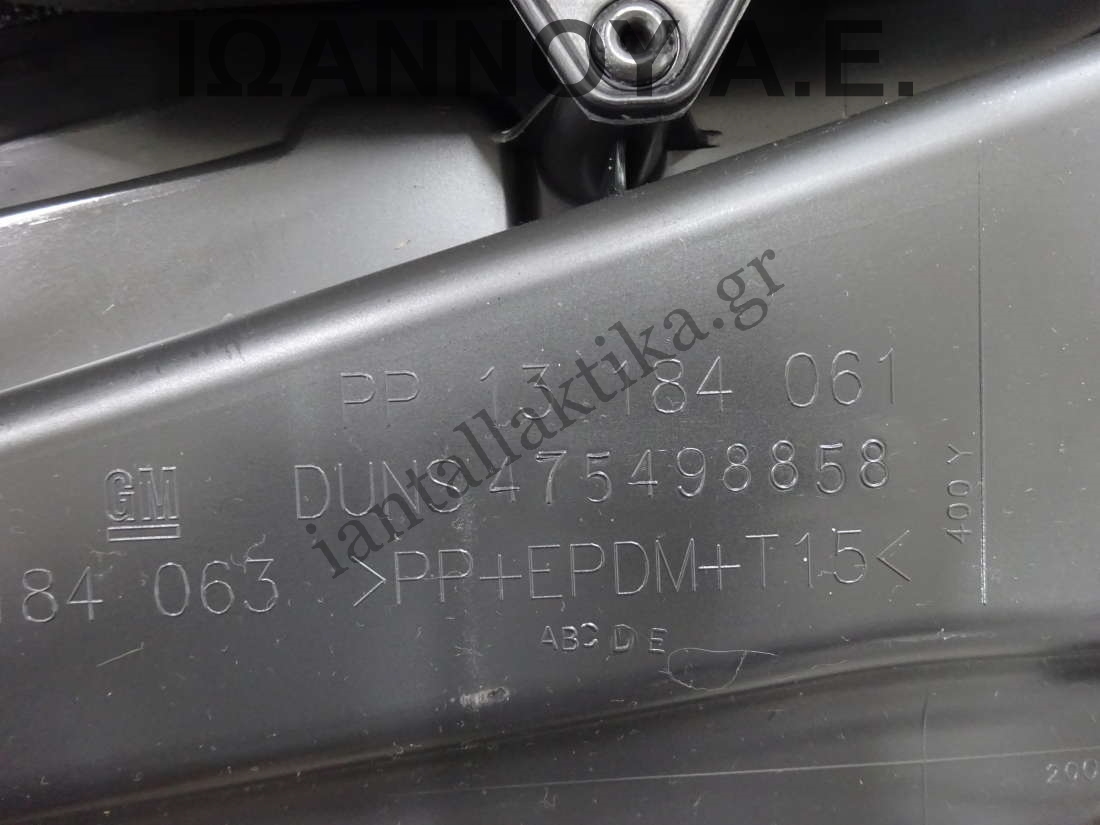 ΙΩΑΝΝΟΥ Α.Ε.
iantallaktika.gr
PP 13 184 061
GM DUNS 475498858
400 Y
184 063 >PP+EPDM+T15<
ABC D E
200